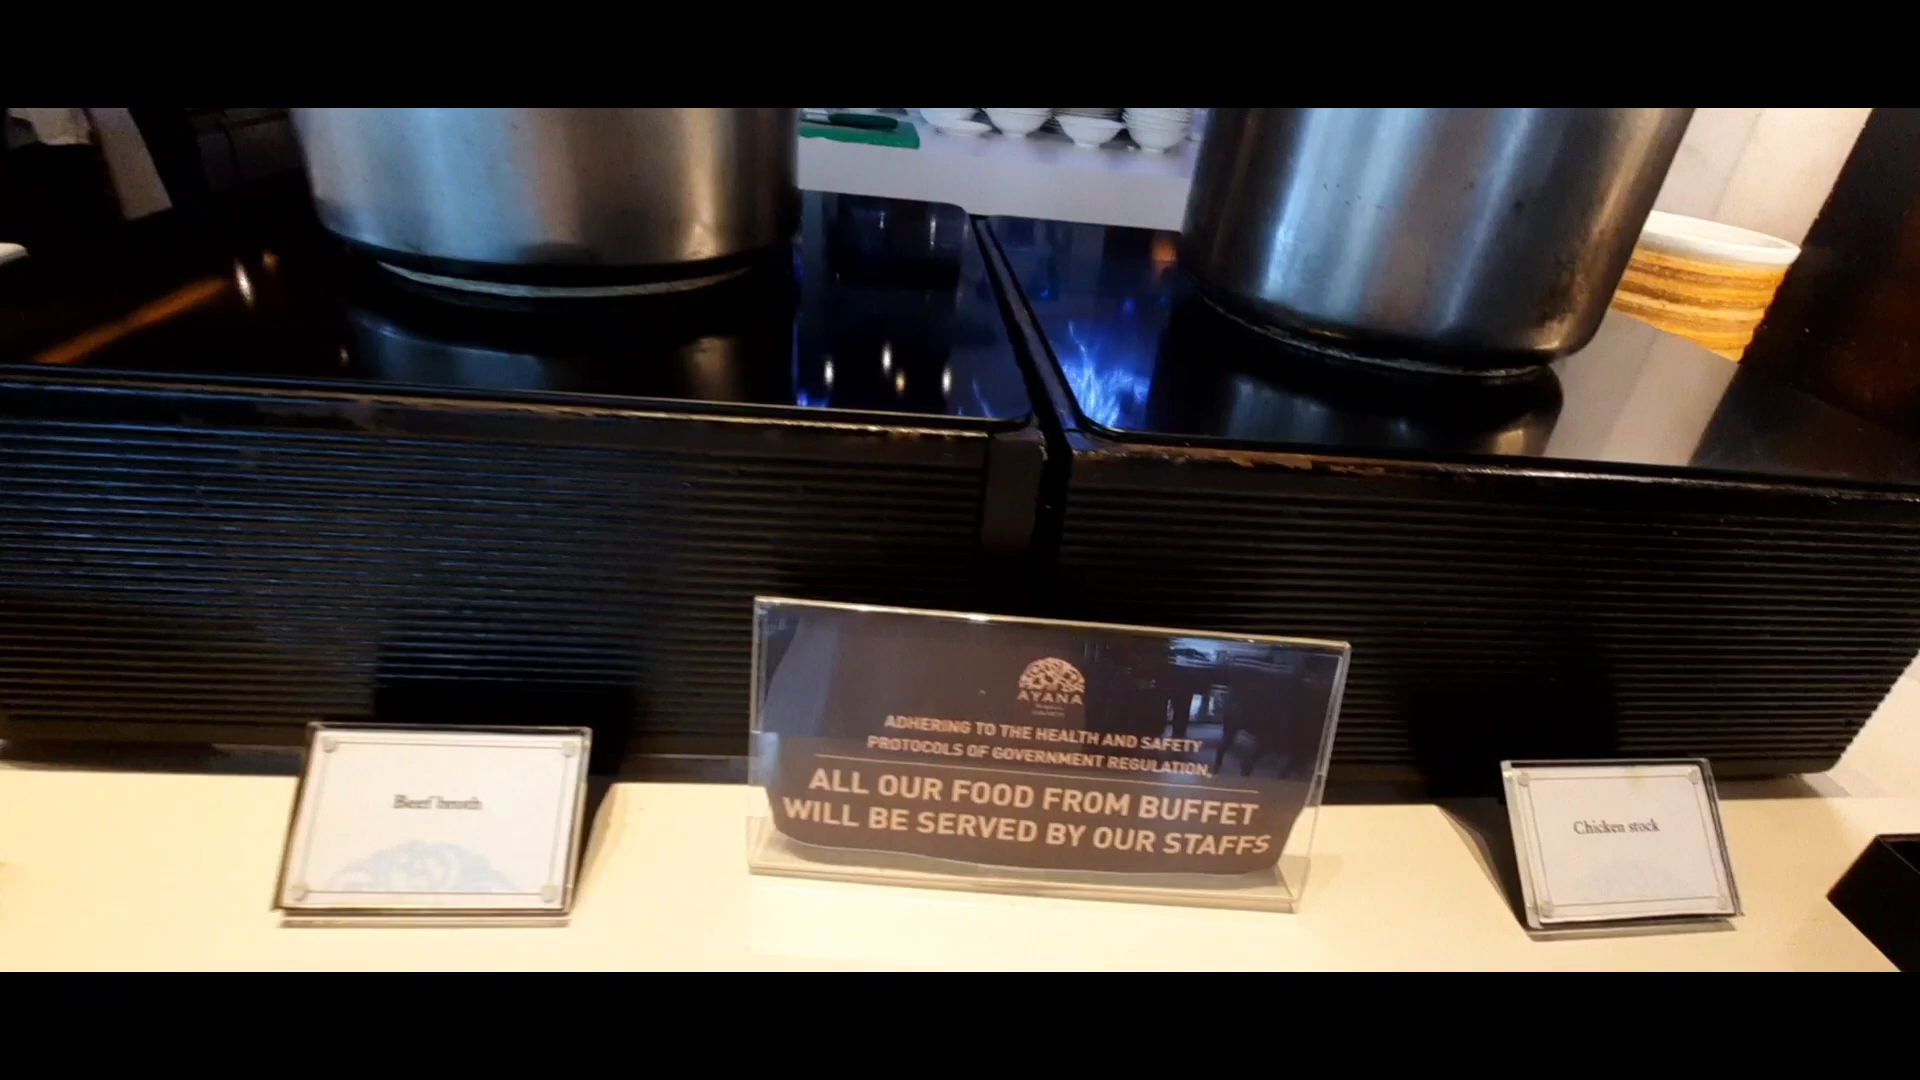 AYANA
ADHERING TO THE HEALTH AND SAFETY
PROTOCOLS OF GOVERNMENT REGULATION,
ALL OUR FOOD FROM BUFFET
WILL BE SERVED BY OUR STAFFS
Beef broth
Chicken stock